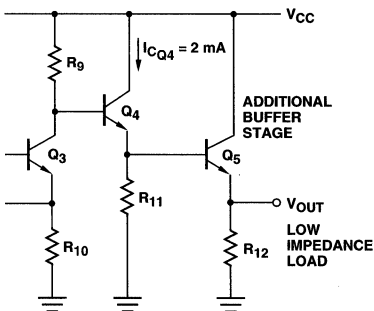 VCC
ICQ4 = 2 mA
R9
Q4
ADDITIONAL
BUFFER
STAGE
Q3
Q5
R11
VOUT
R10
R12
LOW
IMPEDANCE
LOAD